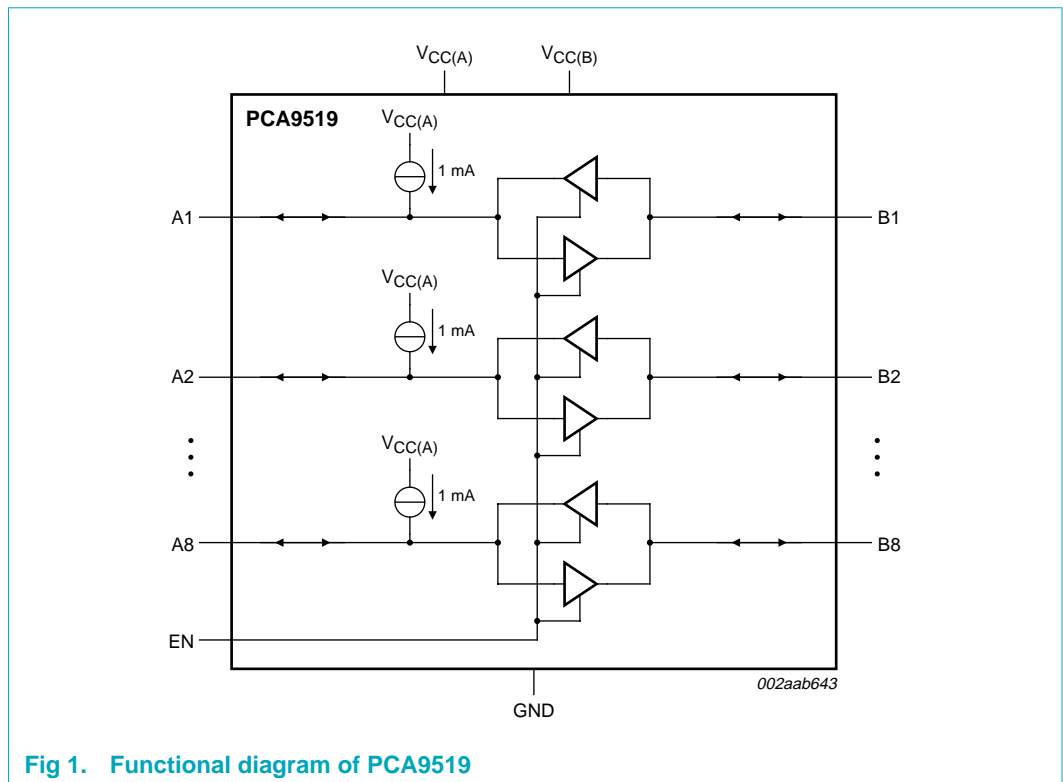 VCC(A) VCC(B)
PCA9519
VCC(A)
1 mA
A1 B1
VCC(A)
1 mA
A2 B2
VCC(A)
1 mA
A8 B8
EN
002aab643
GND
Fig 1. Functional diagram of PCA9519